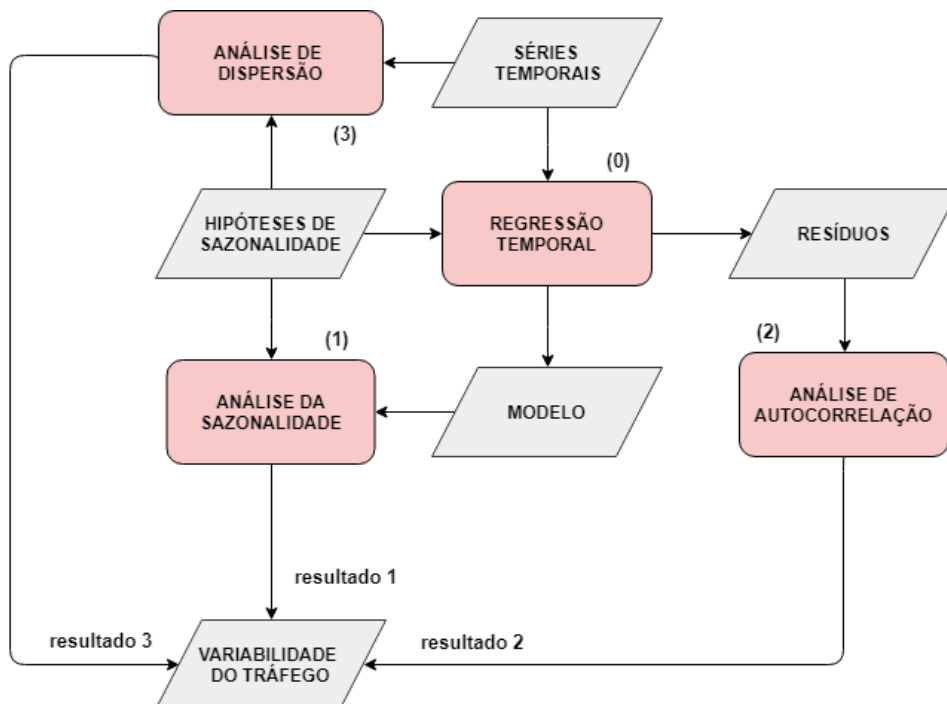 ANÁLISE DE
DISPERSÃO
SÉRIES
TEMPORAIS
(3)
(0)
HIPÓTESES DE
SAZONALIDADE
REGRESSÃO
TEMPORAL
RESÍDUOS
(1)
(2)
ANÁLISE DA
SAZONALIDADE
MODELO
ANÁLISE DE
AUTOCORRELAÇÃO
resultado 1
resultado 3
VARIABILIDADE
DO TRÁFEGO
resultado 2